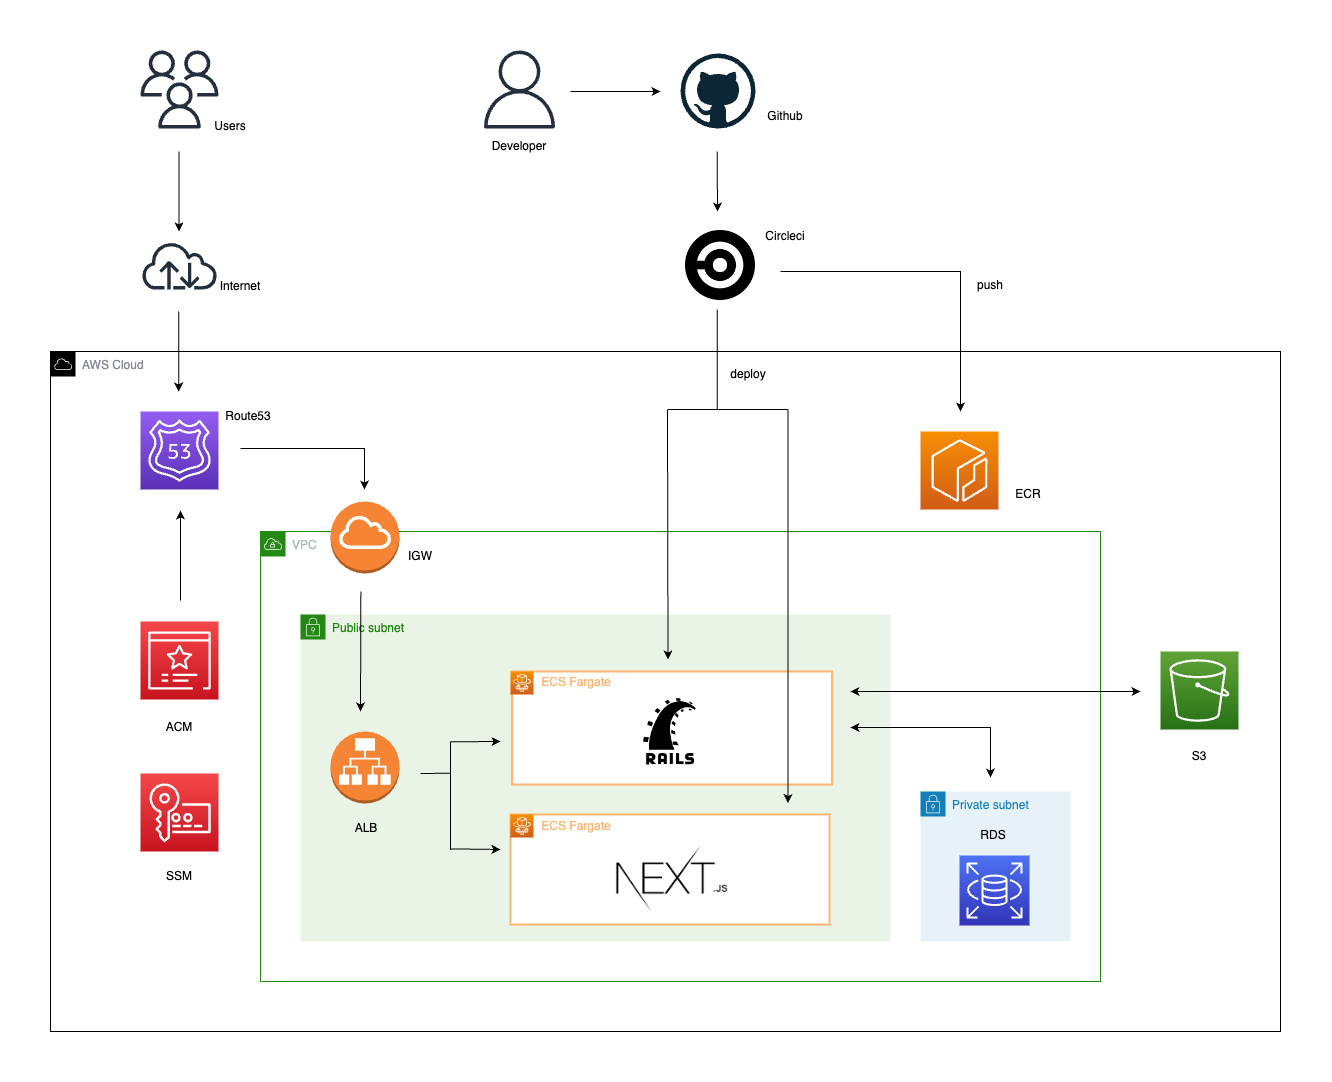 Users
Developer
Github
Internet
Circleci
push
AWS Cloud
deploy
Route53
53
ECR
VPC
IGW
Public subnet
ECS Fargate
RAILS
ACM
S3
ALB
Private subnet
RDS
ECS Fargate
NEXT.JS
SSM